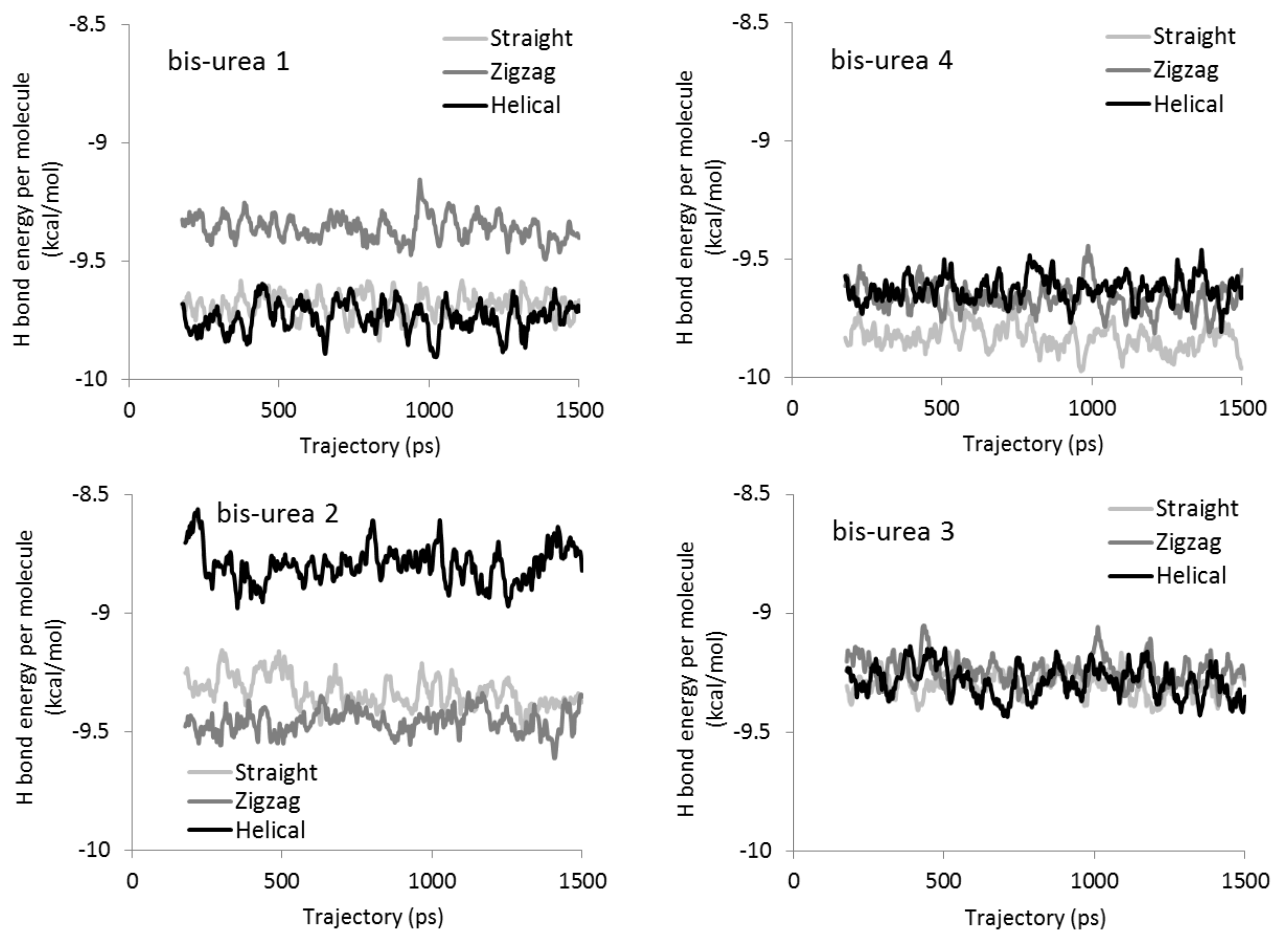 -8.5
-9
-9.5
-10
0
500
1000
1500
H bond energy per molecule
(kcal/mol)
Trajectory (ps)
bis-urea 1
Straight
Zigzag
Helical
-8.5
-9
-9.5
-10
0
500
1000
1500
H bond energy per molecule
(kcal/mol)
Trajectory (ps)
bis-urea 4
Straight
Zigzag
Helical
-8.5
-9
-9.5
-10
0
500
1000
1500
H bond energy per molecule
(kcal/mol)
Trajectory (ps)
bis-urea 2
Straight
Zigzag
Helical
-8.5
-9
-9.5
-10
0
500
1000
1500
H bond energy per molecule
(kcal/mol)
Trajectory (ps)
bis-urea 3
Straight
Zigzag
Helical